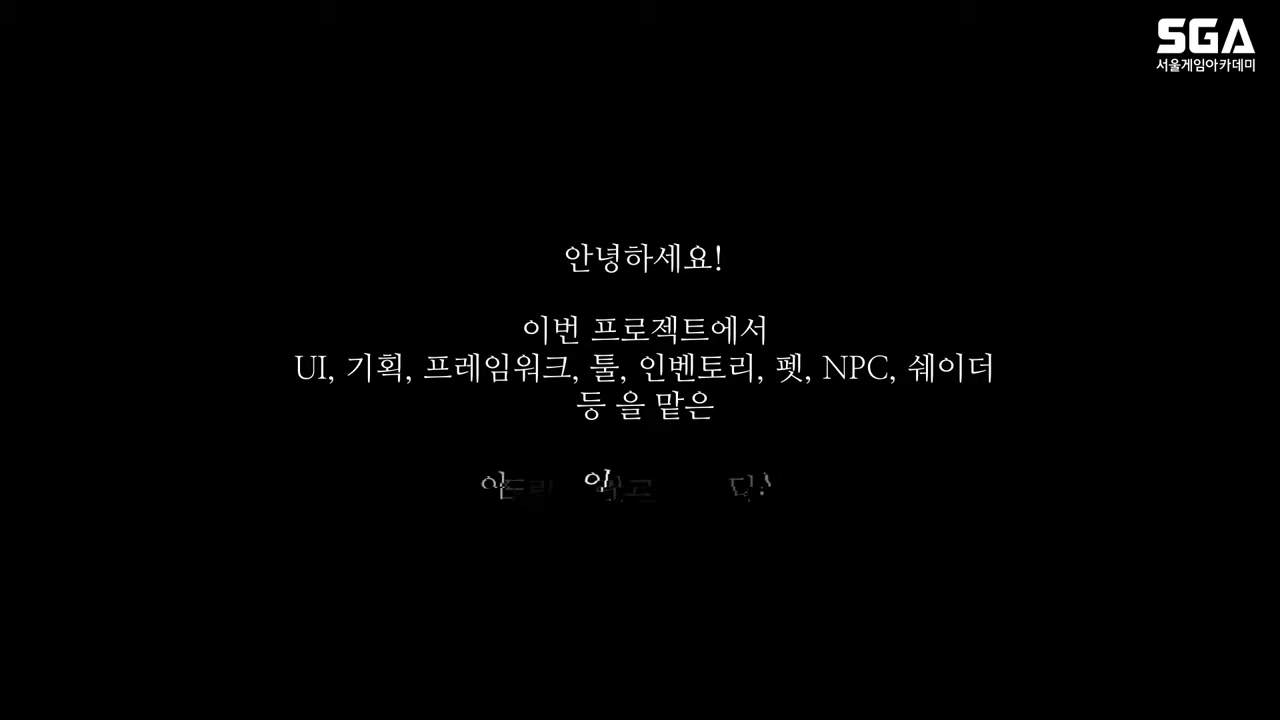 SGA
서울게임아카데미
안녕하세요!
이번 프로젝트에서
UI, 기획, 프레임워크, 툴, 인벤토리, 펫, NPC, 쉐이더
등 을 맡은